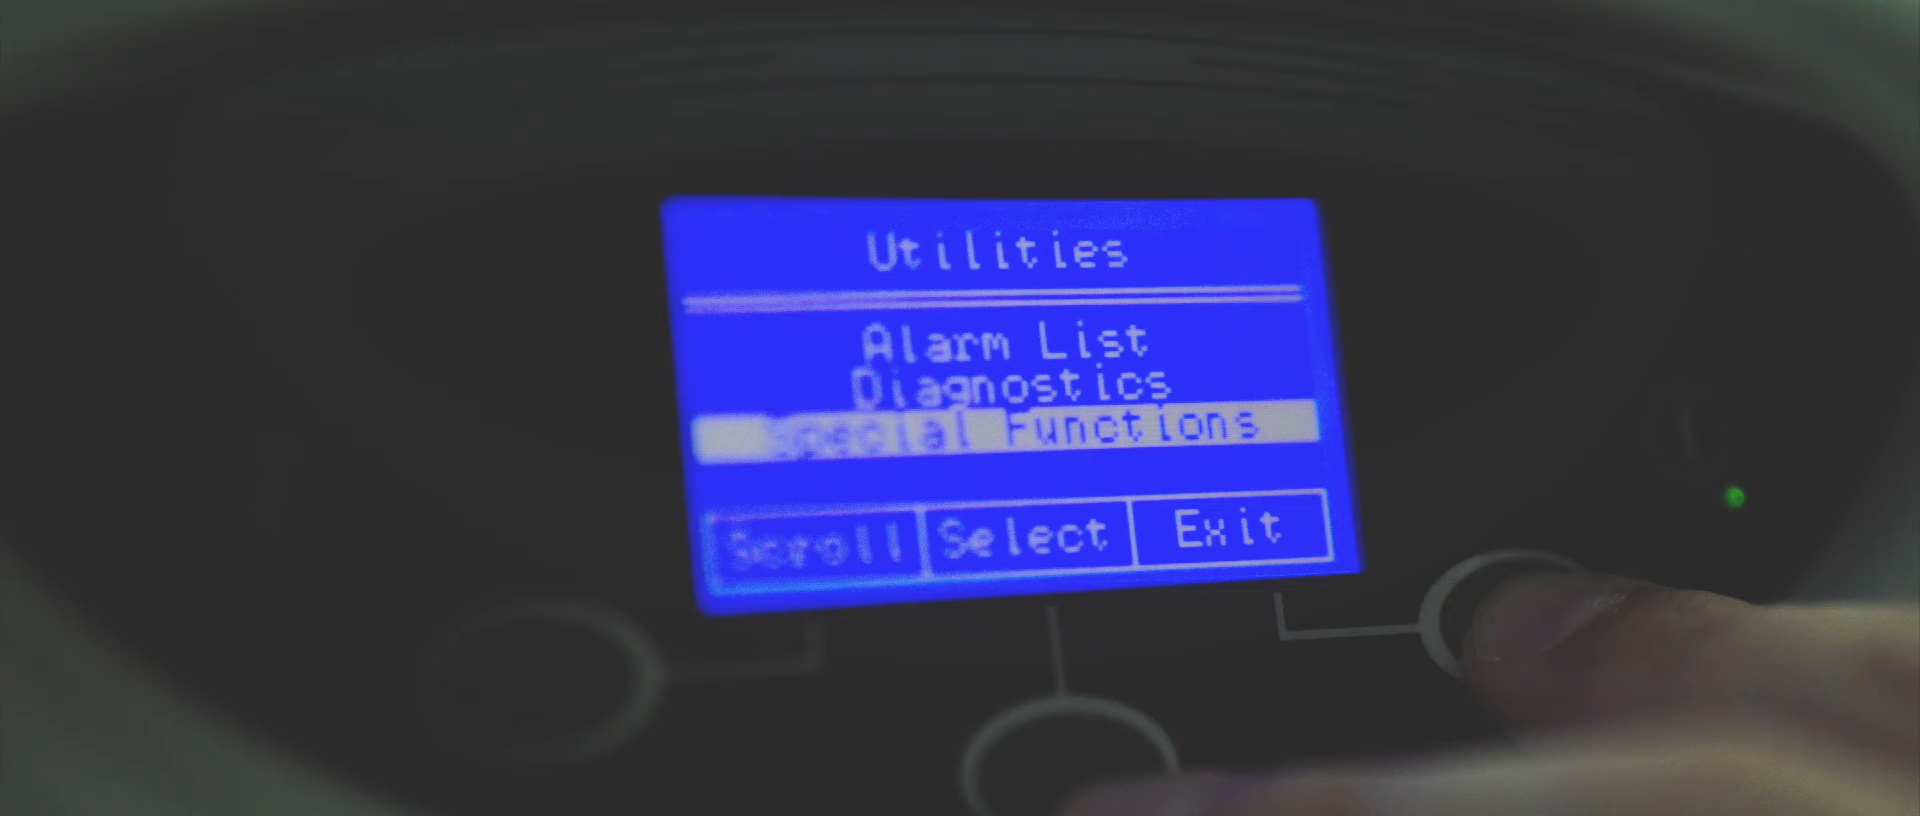 Utilities
Alarm List
Diagnostics
Special Functions
Scroll Select Exit